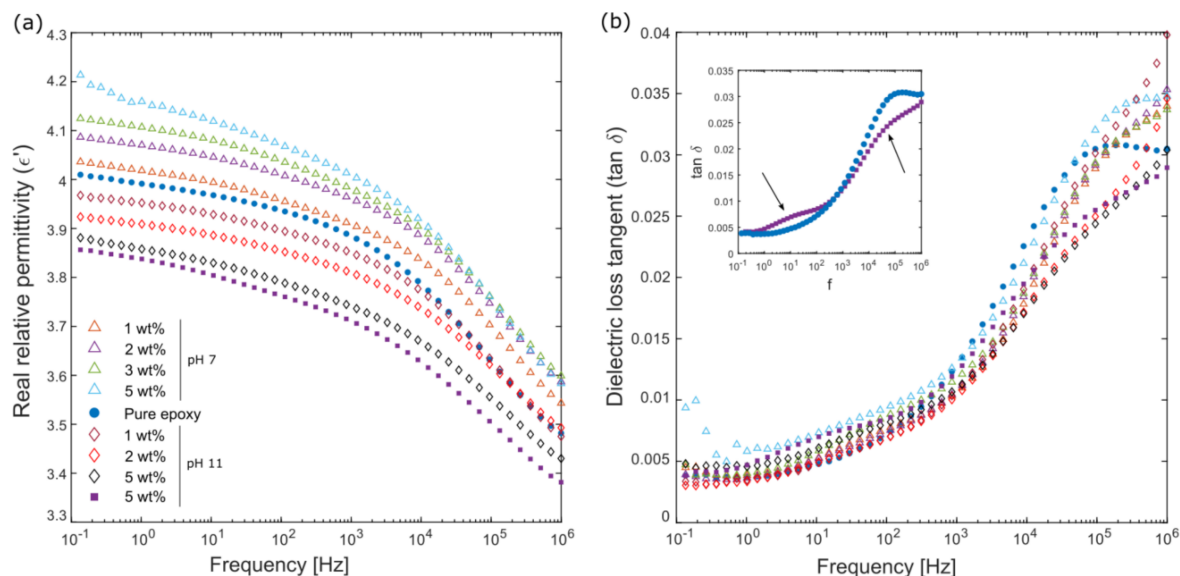 (a)
4.3
4.2
4.1
4
3.9
3.8
3.7
3.6
3.5
3.4
3.3
Real relative permittivity (ϵ')
1 wt%
2 wt%
3 wt%
5 wt%
pH 7
Pure epoxy
1 wt%
2 wt%
5 wt%
5 wt%
pH 11
10⁻¹ 10⁰ 10¹ 10² 10³ 10⁴ 10⁵ 10⁶
Frequency [Hz]
(b)
0.04
0.035
0.03
0.025
0.02
0.015
0.01
0.005
0
Dielectric loss tangent (tan δ)
0.035
0.03
0.025
0.02
0.015
0.01
0.005
0
tan δ
10⁻¹ 10⁰ 10¹ 10² 10³ 10⁴ 10⁵ 10⁶
f
10⁻¹ 10⁰ 10¹ 10² 10³ 10⁴ 10⁵ 10⁶
Frequency [Hz]